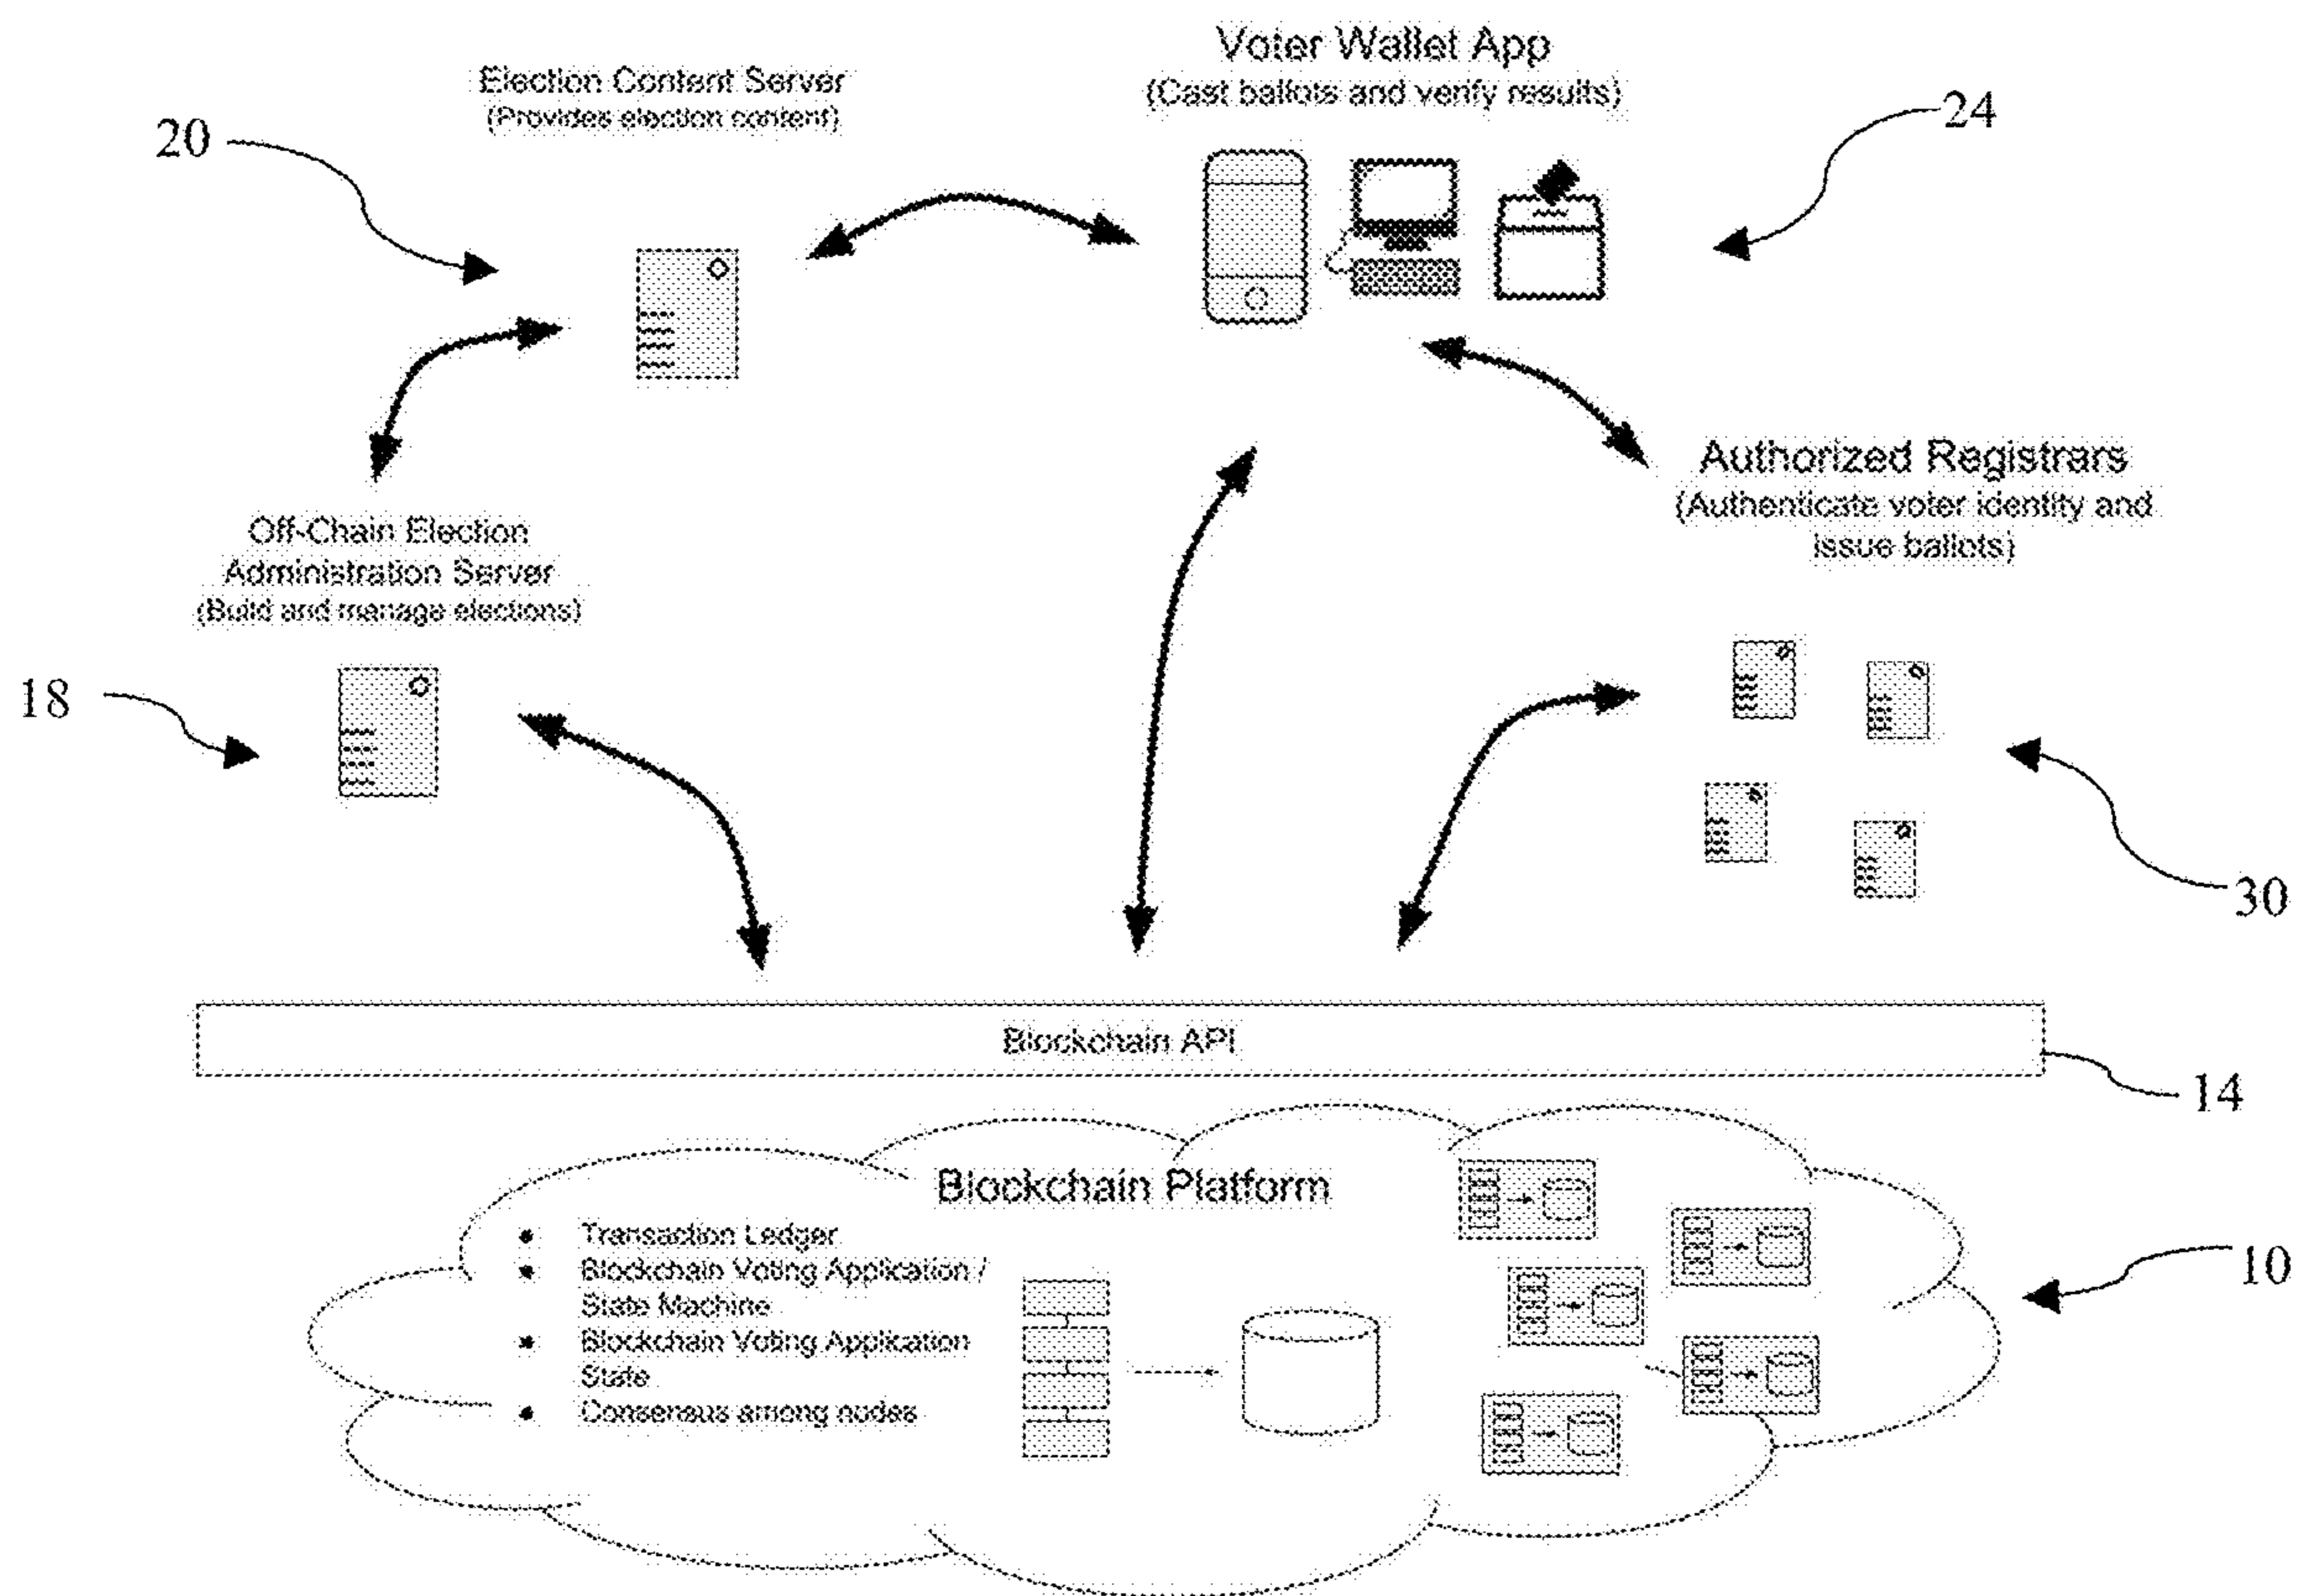 Voter Wallet App
(Cast ballots and verify results)
Election Content Server
(Provides election content)
20
24
Authorized Registrars
(Authenticate voter identity and
issue ballots)
Off-Chain Election
Administration Server
(Build and manage elections)
18
30
Blockchain API
14
Blockchain Platform
• Transaction Ledger
• Blockchain Voting Application /
State Machine
• Blockchain Voting Application
State
• Consensus among nodes
10